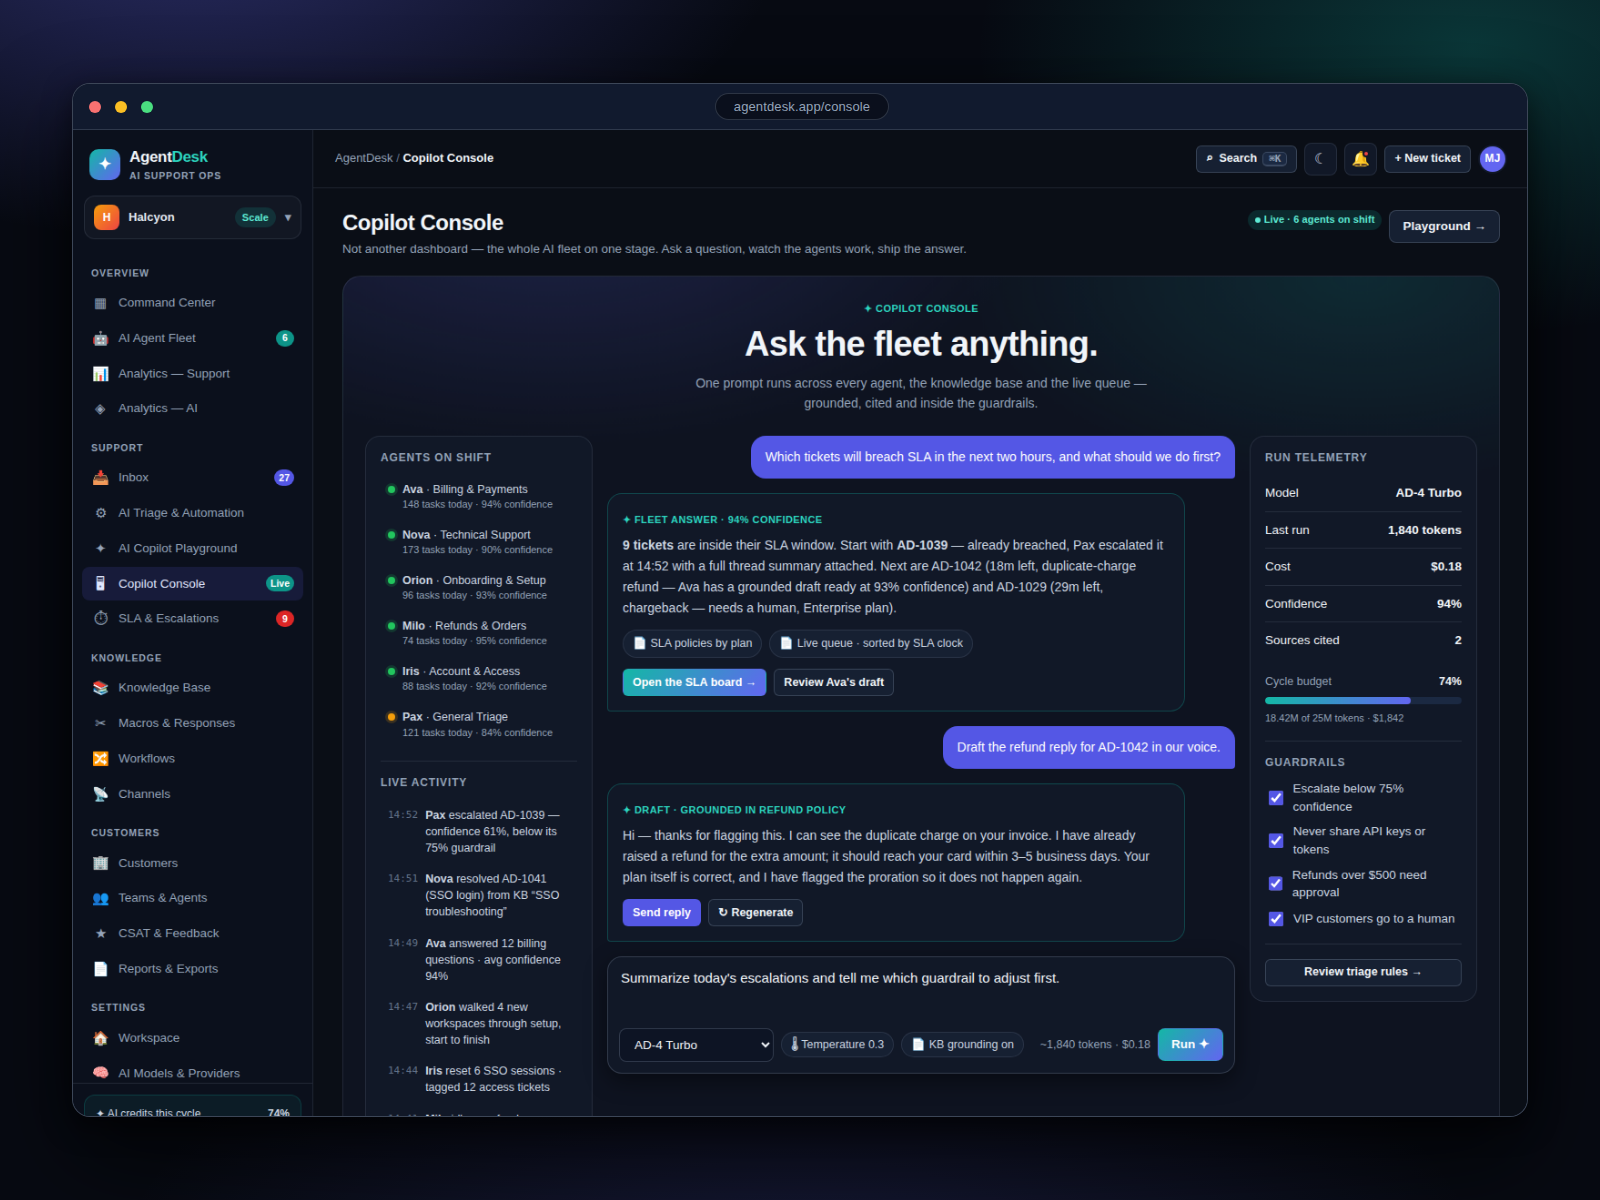 agentdesk.app/console
AgentDesk
AI SUPPORT OPS
H Halcyon Scale ▾
OVERVIEW
Command Center
AI Agent Fleet 6
Analytics — Support
Analytics — AI
SUPPORT
Inbox 27
AI Triage & Automation
AI Copilot Playground
Copilot Console Live
SLA & Escalations 9
KNOWLEDGE
Knowledge Base
Macros & Responses
Workflows
Channels
CUSTOMERS
Customers
Teams & Agents
CSAT & Feedback
Reports & Exports
SETTINGS
Workspace
AI Models & Providers
✦ AI credits this cycle 74%
AgentDesk / Copilot Console
Search ⌘K
+ New ticket
MJ
Copilot Console
Not another dashboard — the whole AI fleet on one stage. Ask a question, watch the agents work, ship the answer.
Live · 6 agents on shift
Playground →
✦ COPILOT CONSOLE
Ask the fleet anything.
One prompt runs across every agent, the knowledge base and the live queue —
grounded, cited and inside the guardrails.
AGENTS ON SHIFT
Ava · Billing & Payments
148 tasks today · 94% confidence
Nova · Technical Support
173 tasks today · 90% confidence
Orion · Onboarding & Setup
96 tasks today · 93% confidence
Milo · Refunds & Orders
74 tasks today · 95% confidence
Iris · Account & Access
88 tasks today · 92% confidence
Pax · General Triage
121 tasks today · 84% confidence
LIVE ACTIVITY
14:52 Pax escalated AD-1039 —
confidence 61%, below its
75% guardrail
14:51 Nova resolved AD-1041
(SSO login) from KB “SSO
troubleshooting”
14:49 Ava answered 12 billing
questions · avg confidence
94%
14:47 Orion walked 4 new
workspaces through setup,
start to finish
14:44 Iris reset 6 SSO sessions ·
tagged 12 access tickets
Which tickets will breach SLA in the next two hours, and what should we do first?
✦ FLEET ANSWER · 94% CONFIDENCE
9 tickets are inside their SLA window. Start with AD-1039 — already breached, Pax escalated it
at 14:52 with a full thread summary attached. Next are AD-1042 (18m left, duplicate-charge
refund — Ava has a grounded draft ready at 93% confidence) and AD-1029 (29m left,
chargeback — needs a human, Enterprise plan).
SLA policies by plan
Live queue · sorted by SLA clock
Open the SLA board →
Review Ava's draft
Draft the refund reply for AD-1042 in our voice.
✦ DRAFT · GROUNDED IN REFUND POLICY
Hi — thanks for flagging this. I can see the duplicate charge on your invoice. I have already
raised a refund for the extra amount; it should reach your card within 3–5 business days. Your
plan itself is correct, and I have flagged the proration so it does not happen again.
Send reply
↻ Regenerate
Summarize today's escalations and tell me which guardrail to adjust first.
AD-4 Turbo
Temperature 0.3
KB grounding on
~1,840 tokens · $0.18
Run ✦
RUN TELEMETRY
Model AD-4 Turbo
Last run 1,840 tokens
Cost $0.18
Confidence 94%
Sources cited 2
Cycle budget 74%
18.42M of 25M tokens · $1,842
GUARDRAILS
Escalate below 75%
confidence
Never share API keys or
tokens
Refunds over $500 need
approval
VIP customers go to a human
Review triage rules →